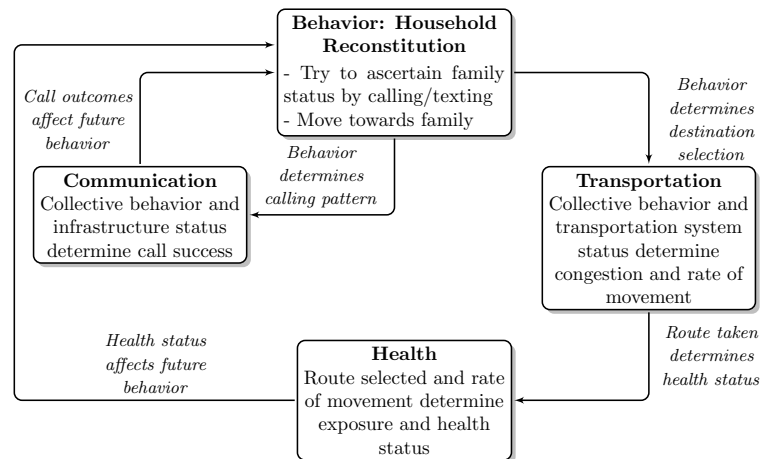 Behavior: Household
Reconstitution
- Try to ascertain family
status by calling/texting
- Move towards family
Call outcomes
affect future
behavior
Behavior
determines
destination
selection
Behavior
determines
calling pattern
Communication
Collective behavior and
infrastructure status
determine call success
Transportation
Collective behavior and
transportation system
status determine
congestion and rate of
movement
Health status
affects future
behavior
Route taken
determines
health status
Health
Route selected and rate
of movement determine
exposure and health
status